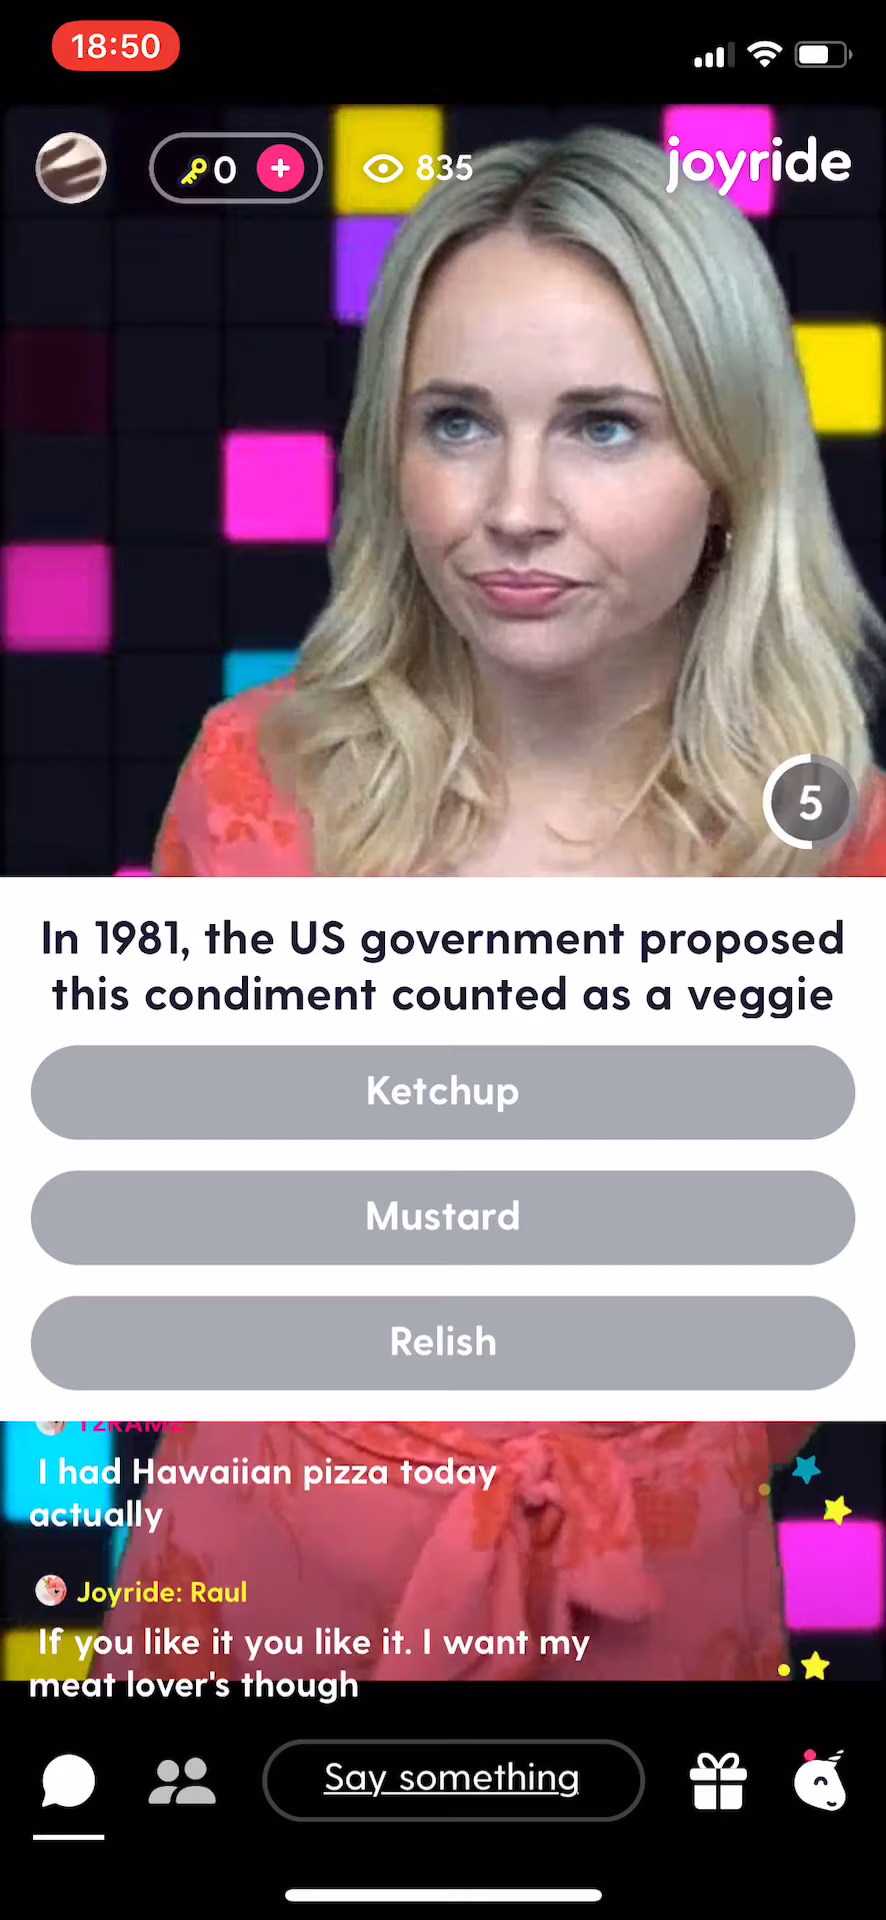 18:50
0
+
835
joyride
5
In 1981, the US government proposed
this condiment counted as a veggie
Ketchup
Mustard
Relish
I had Hawaiian pizza today
actually
Joyride: Raul
If you like it you like it. I want my
meat lover's though
Say something